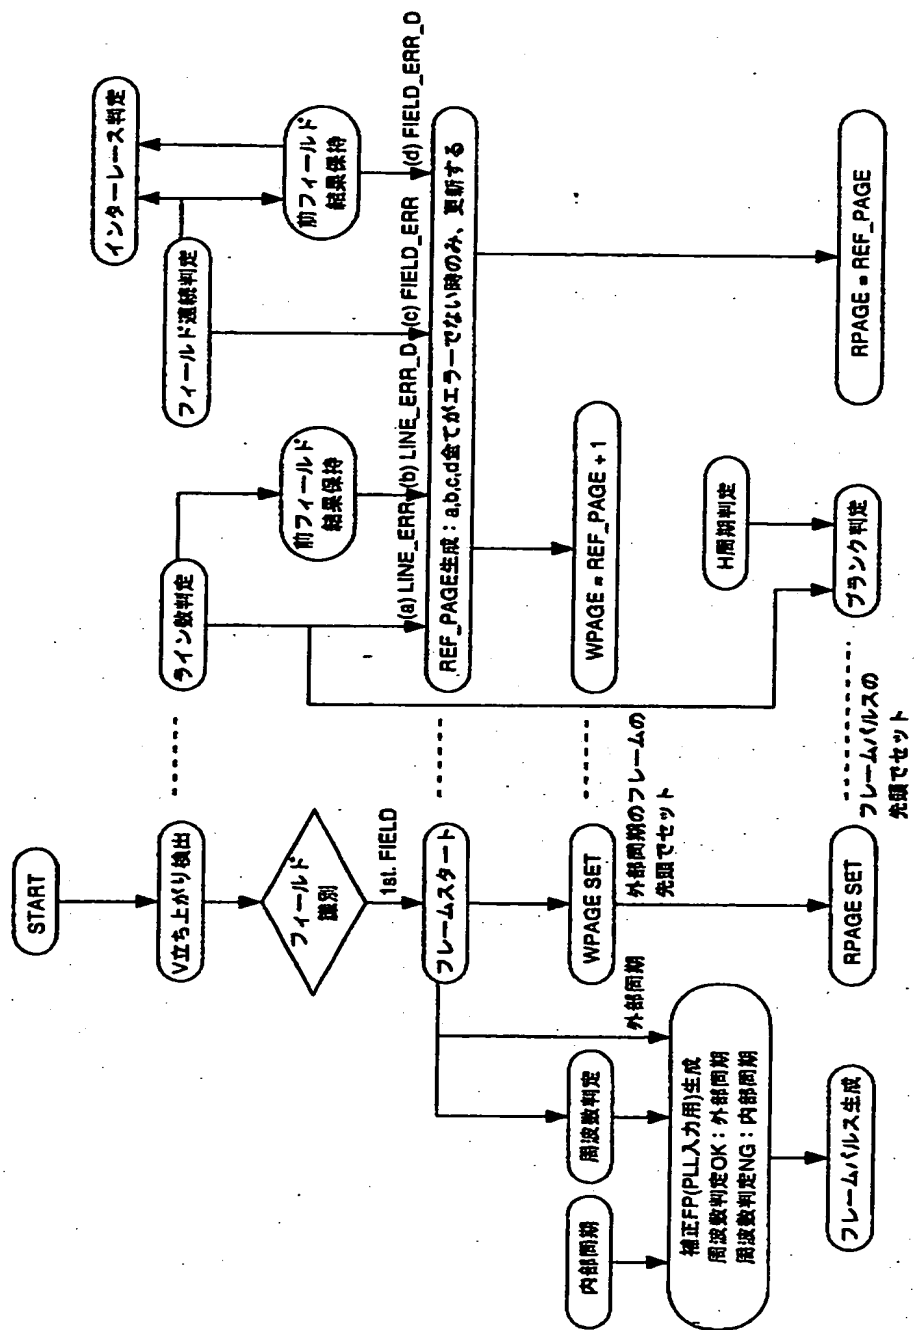 START
V立ち上がり検出
フィールド
識別
1st. FIELD
フレームスタート
WPAGE SET
外部同期のフレームの
先頭でセット
RPAGE SET
フレームパルスの
先頭でセット
内部同期
周波数判定
外部同期
補正FP(PLL入力用)生成
周波数判定OK：外部同期
周波数判定NG：内部同期
フレームパルス生成
ライン数判定
前フィールド
結果保持
フィールド連続判定
前フィールド
結果保持
インターレース判定
(a) LINE_ERR
(b) LINE_ERR_D
(c) FIELD_ERR
(d) FIELD_ERR_D
REF_PAGE生成：a,b,c,d全てがエラーでない時のみ、更新する
WPAGE = REF_PAGE + 1
H周期判定
ブランク判定
RPAGE = REF_PAGE